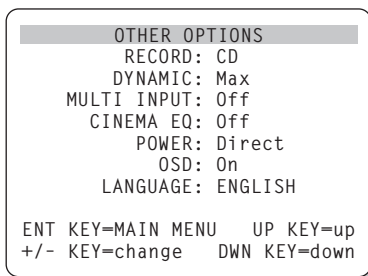 OTHER OPTIONS
RECORD: CD
DYNAMIC: Max
MULTI INPUT: Off
CINEMA EQ: Off
POWER: Direct
OSD: On
LANGUAGE: ENGLISH
ENT KEY=MAIN MENU UP KEY=up
+/- KEY=change DWN KEY=down